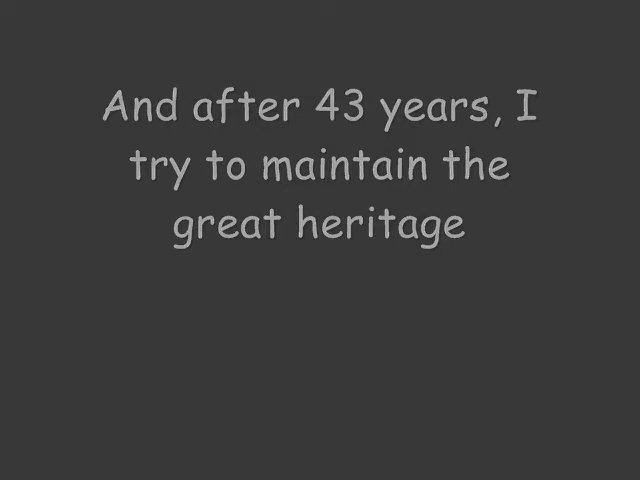 And after 43 years, I
try to maintain the
great heritage